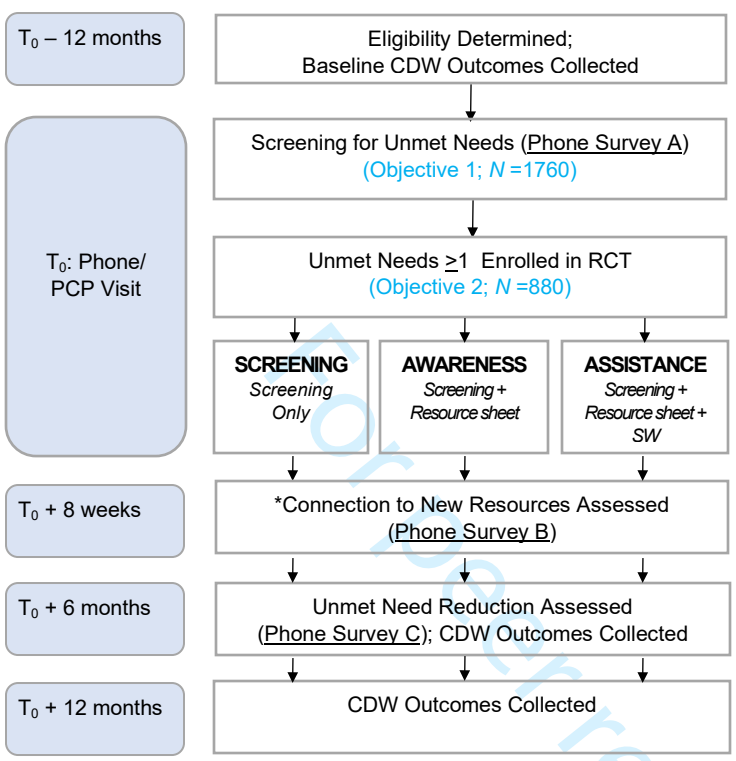 T₀ – 12 months
Eligibility Determined;
Baseline CDW Outcomes Collected
T₀: Phone/
PCP Visit
Screening for Unmet Needs (Phone Survey A)
(Objective 1; N =1760)
Unmet Needs ≥1 Enrolled in RCT
(Objective 2; N =880)
SCREENING
Screening
Only
AWARENESS
Screening +
Resource sheet
ASSISTANCE
Screening +
Resource sheet +
SW
T₀ + 8 weeks
*Connection to New Resources Assessed
(Phone Survey B)
T₀ + 6 months
Unmet Need Reduction Assessed
(Phone Survey C); CDW Outcomes Collected
T₀ + 12 months
CDW Outcomes Collected
For peer re